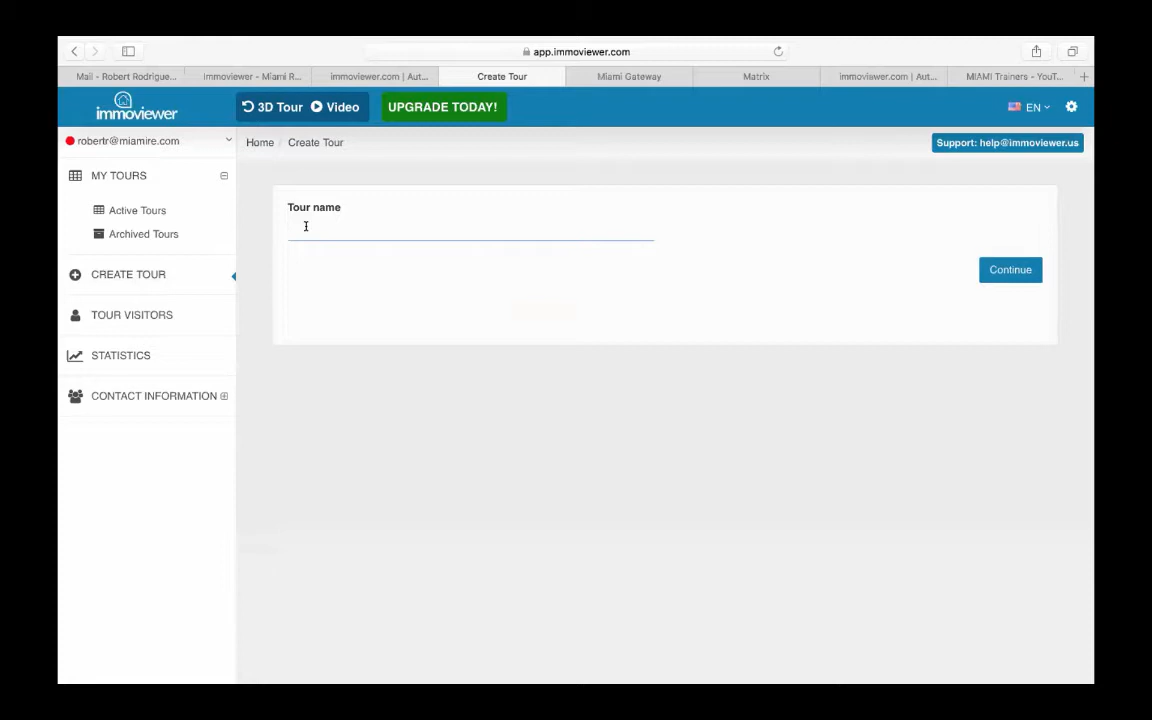 app.immoviewer.com
Mail - Robert Rodrigue...
Immoviewer - Miami R...
immoviewer.com | Aut...
Create Tour
Miami Gateway
Matrix
immoviewer.com | Aut...
MIAMI Trainers - YouT...
immoviewer
3D Tour Video
UPGRADE TODAY!
EN
robertr@miamire.com
Home / Create Tour
Support: help@immoviewer.us
MY TOURS
Active Tours
Archived Tours
CREATE TOUR
TOUR VISITORS
STATISTICS
CONTACT INFORMATION
Tour name
Continue